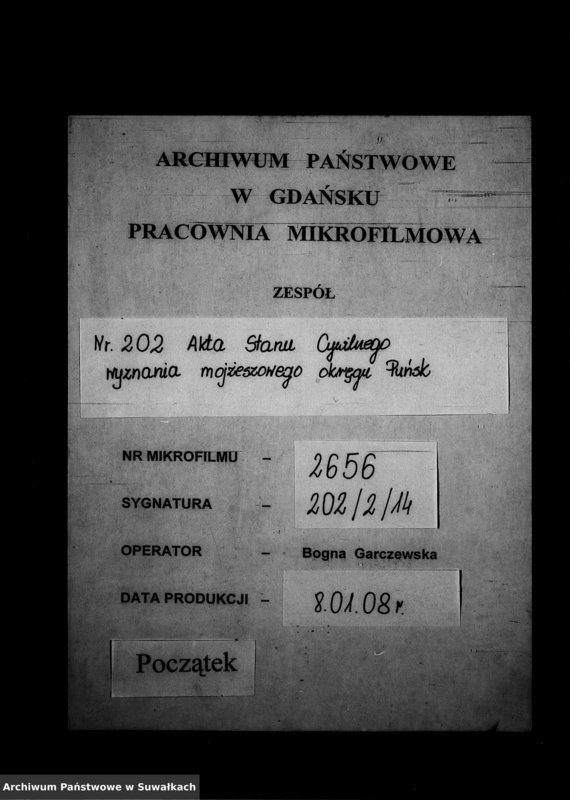 ARCHIWUM PAŃSTWOWE
W GDAŃSKU
PRACOWNIA MIKROFILMOWA
ZESPÓŁ
Nr. 202 Akta Stanu Cywilnego
wyznania mojżeszowego okręgu Puńsk
NR MIKROFILMU – 2656
SYGNATURA – 202/2/14
OPERATOR – Bogna Garczewska
DATA PRODUKCJI – 8.01.08 r.
Początek
Archiwum Państwowe w Suwałkach